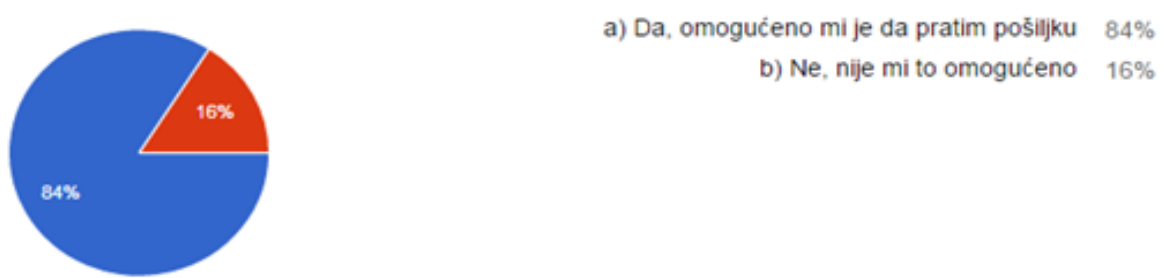 a) Da, omogućeno mi je da pratim pošiljku 84%
b) Ne, nije mi to omogućeno 16%
16%
84%